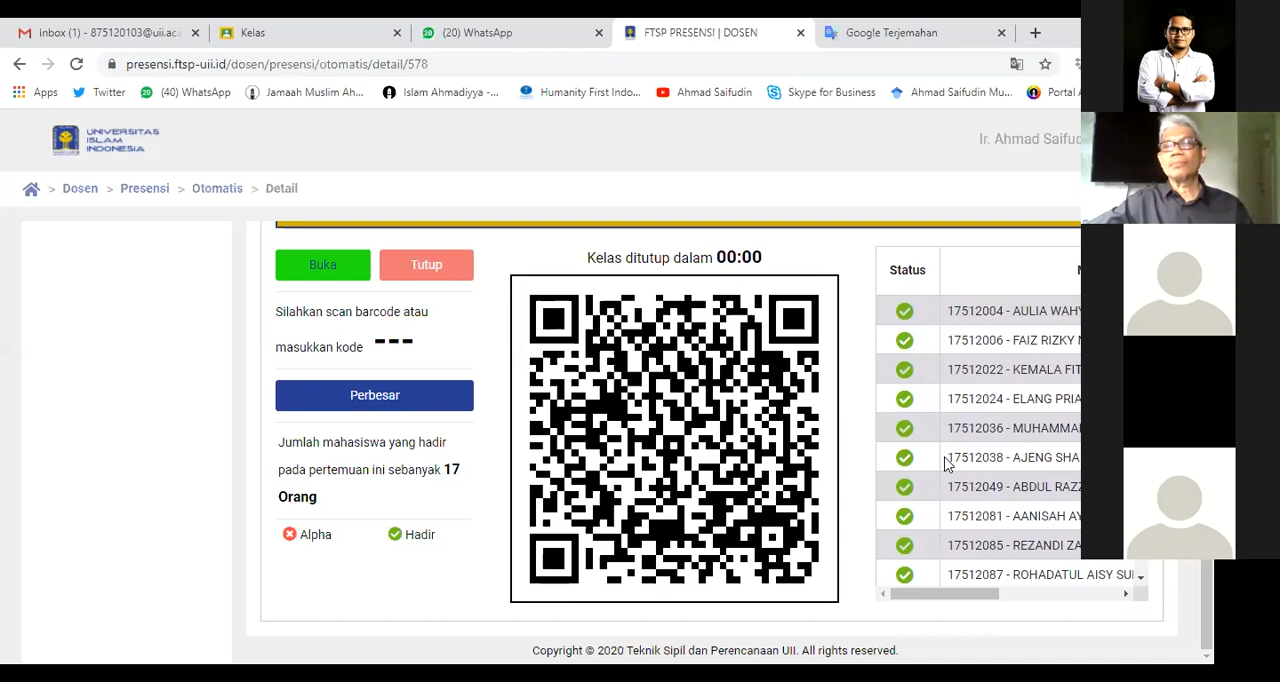 inbox (1) - 875120103@uii.ac.
Kelas
(20) WhatsApp
FTSP PRESENSI | DOSEN
Google Terjemahan
presensi.ftsp-uii.id/dosen/presensi/otomatis/detail/578
Apps
Twitter
(40) WhatsApp
Jamaah Muslim Ah...
Islam Ahmadiyya -...
Humanity First Indo...
Ahmad Saifudin
Skype for Business
Ahmad Saifudin Mu...
Portal A
UNIVERSITAS
ISLAM
INDONESIA
Ir. Ahmad Saifud
> Dosen > Presensi > Otomatis > Detail
Buka
Tutup
Silahkan scan barcode atau
masukkan kode ---
Perbesar
Jumlah mahasiswa yang hadir
pada pertemuan ini sebanyak 17
Orang
Alpha
Hadir
Kelas ditutup dalam 00:00
Status
17512004 - AULIA WAHY
17512006 - FAIZ RIZKY
17512022 - KEMALA FIT
17512024 - ELANG PRIA
17512036 - MUHAMMA
17512038 - AJENG SHA
17512049 - ABDUL RAZZ
17512081 - AANISAH AY
17512085 - REZANDI ZA
17512087 - ROHADATUL AISY SU
Copyright © 2020 Teknik Sipil dan Perencanaan UII. All rights reserved.